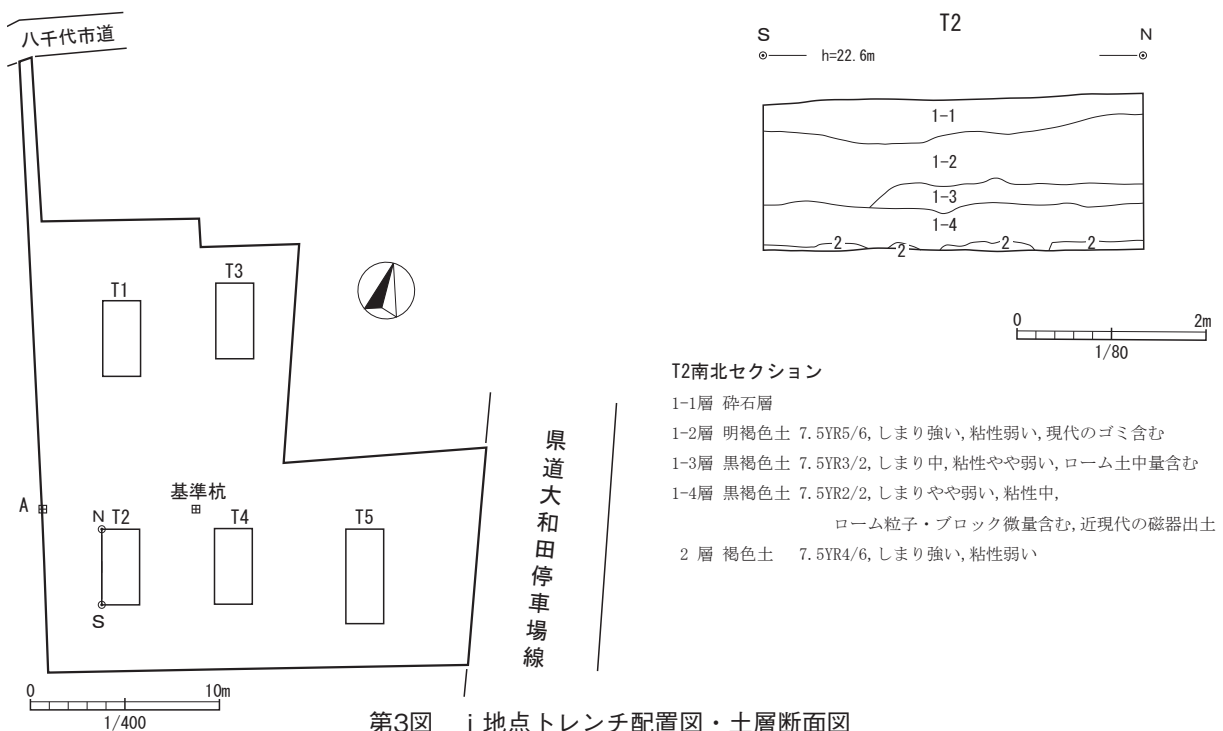 八千代市道
T1
T3
A
基準杭
N T2
S
T4
T5
県道大和田停車場線
0 10m
1/400
T2
S N
h=22.6m
1-1
1-2
1-3
1-4
2 2 2 2
0 2m
1/80
T2南北セクション
1-1層 砕石層
1-2層 明褐色土 7.5YR5/6,しまり強い,粘性弱い,現代のゴミ含む
1-3層 黒褐色土 7.5YR3/2,しまり中,粘性やや弱い,ローム土中量含む
1-4層 黒褐色土 7.5YR2/2,しまりやや弱い,粘性中,
ローム粒子・ブロック微量含む,近現代の磁器出土
2 層 褐色土 7.5YR4/6,しまり強い,粘性弱い
第3図 i地点トレンチ配置図・土層断面図